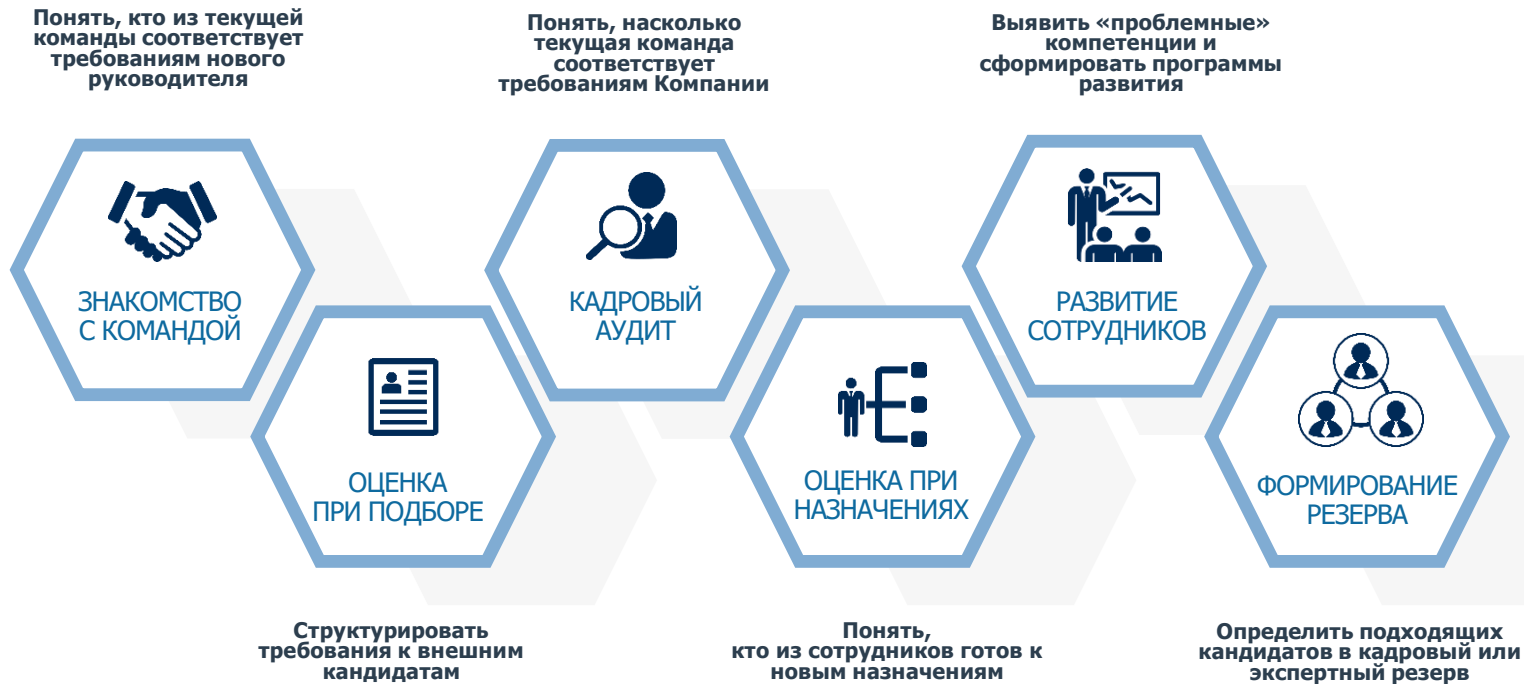 Понять, кто из текущей
команды соответствует
требованиям нового
руководителя
Понять, насколько
текущая команда
соответствует
требованиям Компании
Выявить «проблемные»
компетенции и
сформировать программы
развития
ЗНАКОМСТВО
С КОМАНДОЙ
КАДРОВЫЙ
АУДИТ
РАЗВИТИЕ
СОТРУДНИКОВ
ОЦЕНКА
ПРИ ПОДБОРЕ
ОЦЕНКА ПРИ
НАЗНАЧЕНИЯХ
ФОРМИРОВАНИЕ
РЕЗЕРВА
Структурировать
требования к внешним
кандидатам
Понять,
кто из сотрудников готов к
новым назначениям
Определить подходящих
кандидатов в кадровый или
экспертный резерв